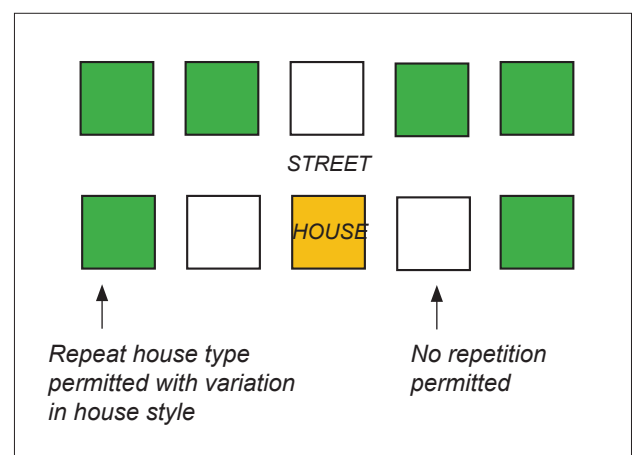 STREET
HOUSE
Repeat house type
permitted with variation
in house style
No repetition
permitted